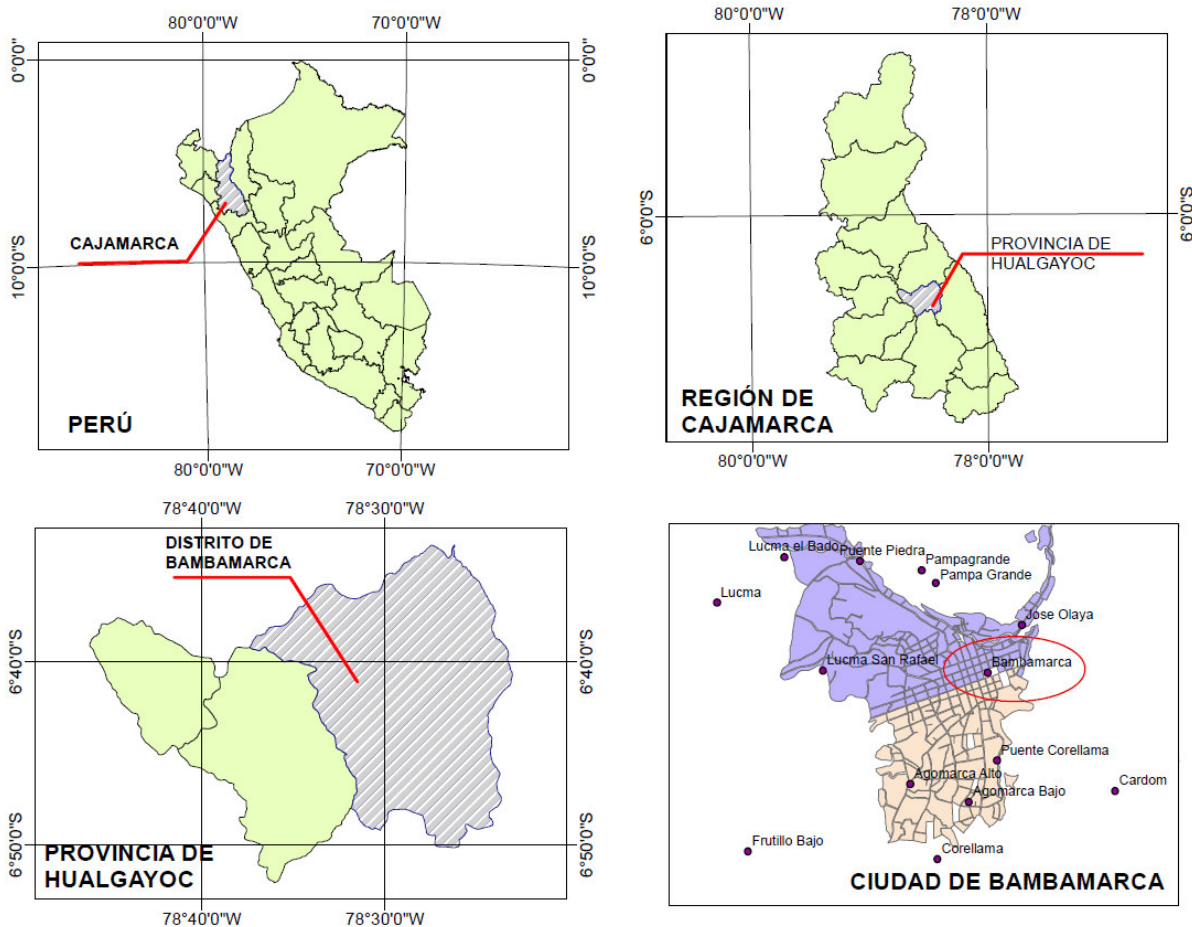 80°0'0"W 70°0'0"W
0°0'0" 0°0'0"
CAJAMARCA
10°0'0"S 10°0'0"S
PERÚ
80°0'0"W 70°0'0"W
78°0'0"W
6°0'0"S 6°0'0"S
PROVINCIA DE
HUALGAYOC
REGIÓN DE
CAJAMARCA
80°0'0"W 78°0'0"W
78°40'0"W 78°30'0"W
DISTRITO DE
BAMBAMARCA
6°40'0"S 6°40'0"S
6°50'0"S 6°50'0"S
PROVINCIA DE
HUALGAYOC
78°40'0"W 78°30'0"W
Lucma el Bado
Puente Piedra
Pampagrande
Pampa Grande
Lucma
Jose Olaya
Lucma San Rafael
Bambamarca
Puente Corellama
Agomarca Alto
Cardom
Agomarca Bajo
Frutillo Bajo
Corellama
CIUDAD DE BAMBAMARCA